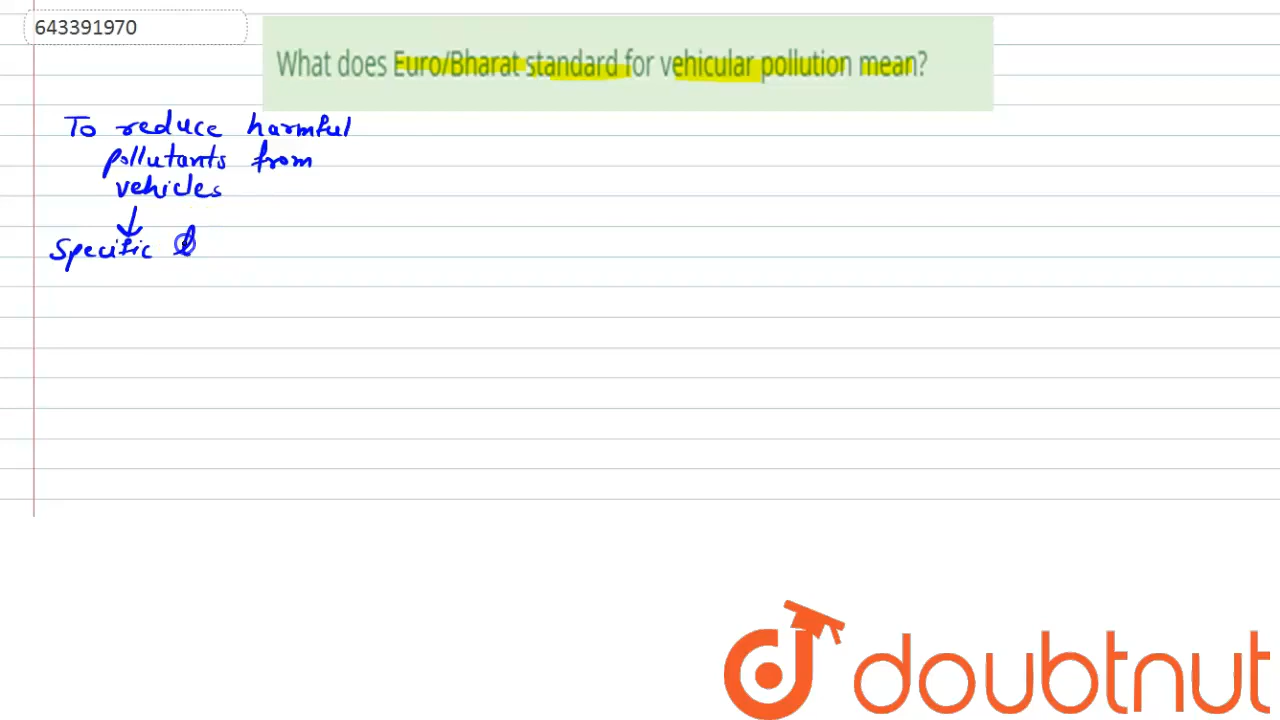 643391970
What does Euro/Bharat standard for vehicular pollution mean?
To reduce harmful
pollutants from
vehicles
Specific
doubtnut